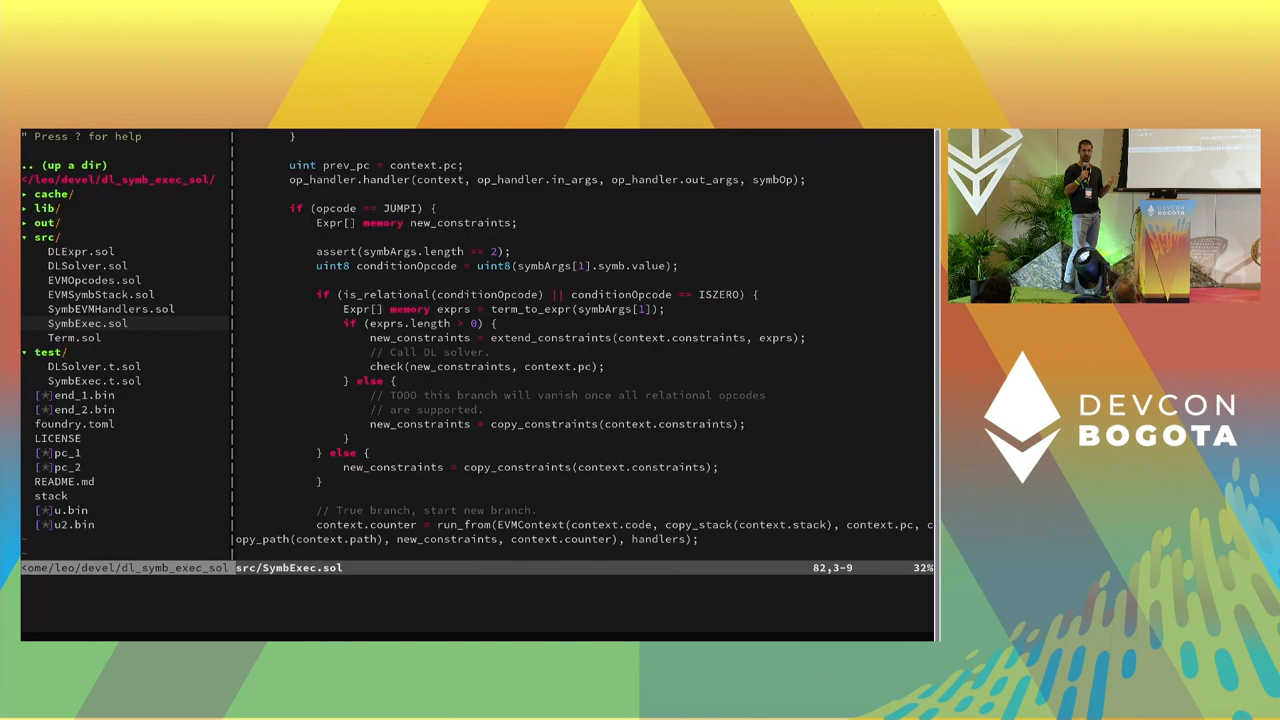 " Press ? for help
.. (up a dir)
</leo/devel/dl_symb_exec_sol/
▸ cache/
▸ lib/
▸ out/
▾ src/
DLExpr.sol
DLSolver.sol
EVMOpcodes.sol
EVMSymbStack.sol
SymbEVMHandlers.sol
SymbExec.sol
Term.sol
▾ test/
DLSolver.t.sol
SymbExec.t.sol
[*]end_1.bin
[*]end_2.bin
foundry.toml
LICENSE
[*]pc_1
[*]pc_2
README.md
stack
[*]u.bin
[*]u2.bin
~
~
<ome/leo/devel/dl_symb_exec_sol
}
uint prev_pc = context.pc;
op_handler.handler(context, op_handler.in_args, op_handler.out_args, symbOp);
if (opcode == JUMPI) {
Expr[] memory new_constraints;
assert(symbArgs.length == 2);
uint8 conditionOpcode = uint8(symbArgs[1].symb.value);
if (is_relational(conditionOpcode) || conditionOpcode == ISZERO) {
Expr[] memory exprs = term_to_expr(symbArgs[1]);
if (exprs.length > 0) {
new_constraints = extend_constraints(context.constraints, exprs);
// Call DL solver.
check(new_constraints, context.pc);
} else {
// TODO this branch will vanish once all relational opcodes
// are supported.
new_constraints = copy_constraints(context.constraints);
}
} else {
new_constraints = copy_constraints(context.constraints);
}
// True branch, start new branch.
context.counter = run_from(EVMContext(context.code, copy_stack(context.stack), context.pc, c
opy_path(context.path), new_constraints, context.counter), handlers);
src/SymbExec.sol 82,3-9 32%
DEVCON
BOGOTA
DEVCON
BOGOTA